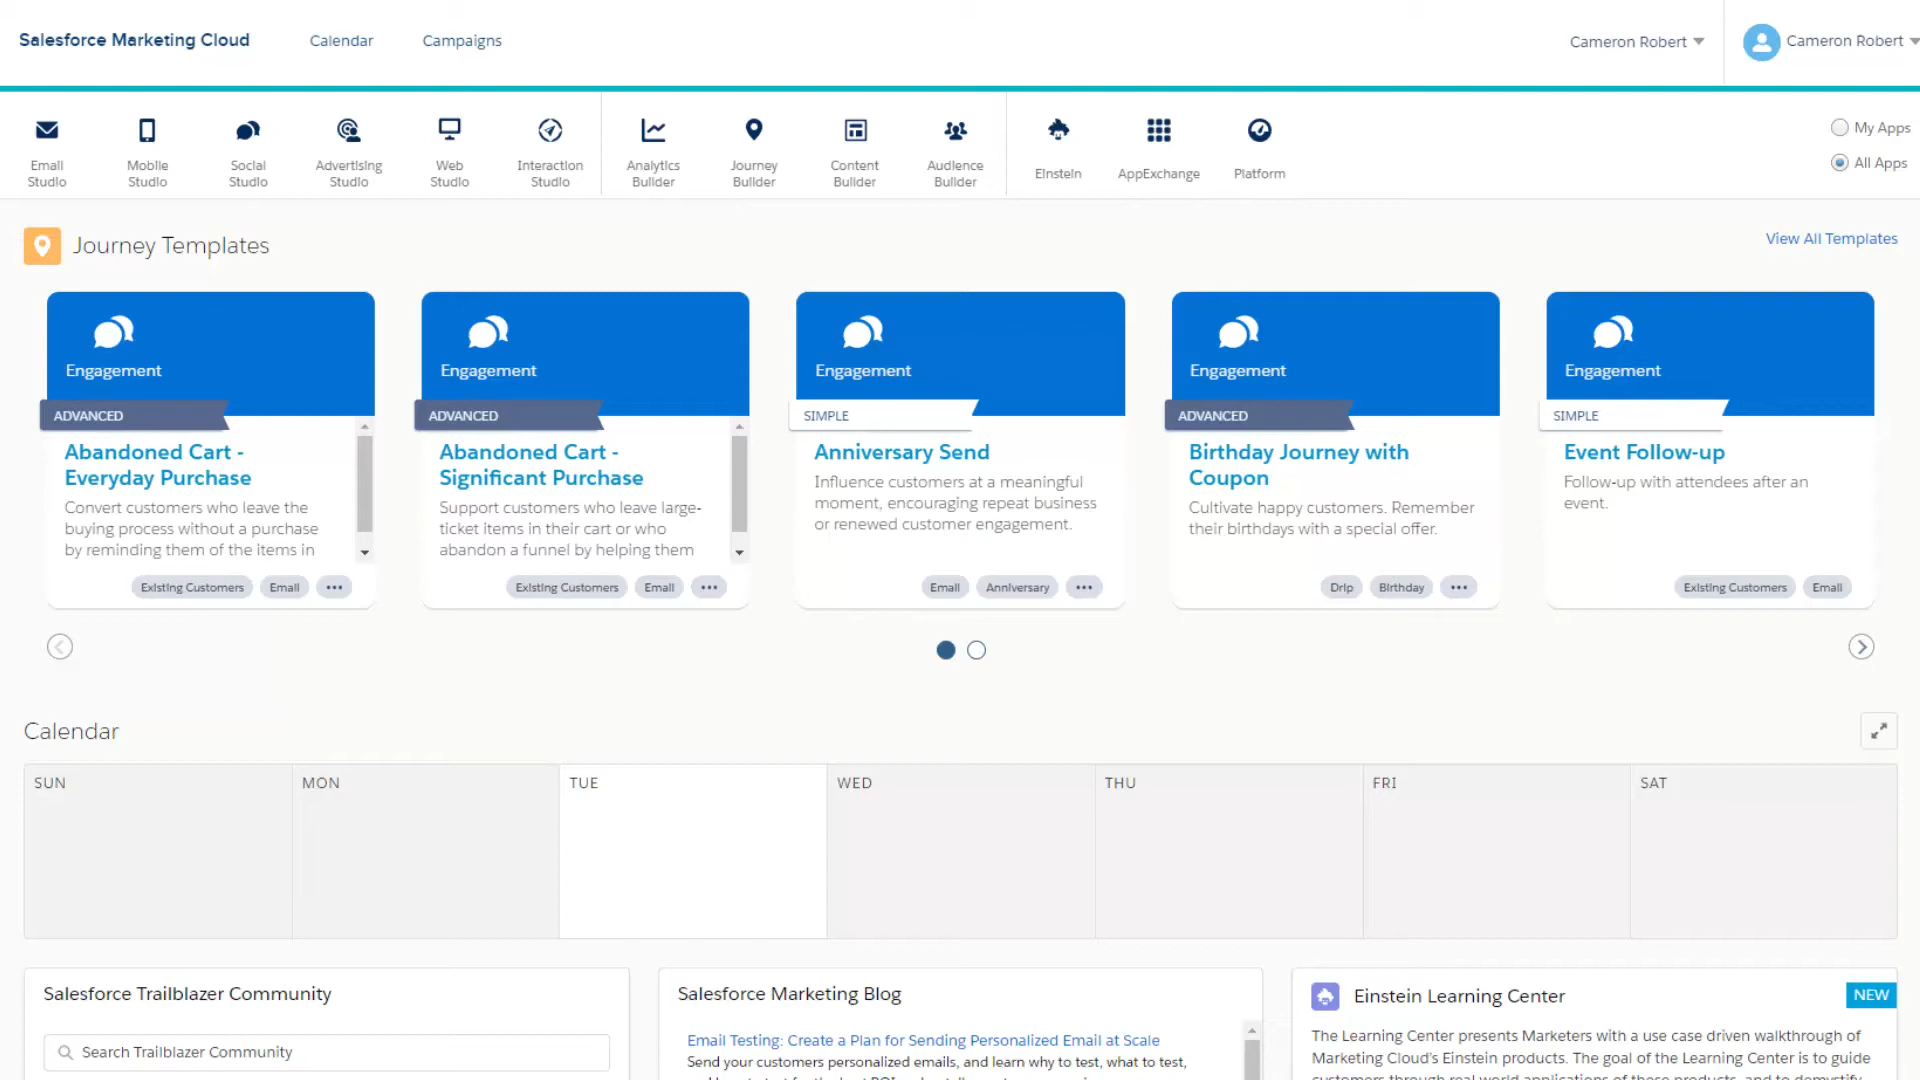 Salesforce Marketing Cloud
Calendar
Campaigns
Cameron Robert
Cameron Robert
Email
Studio
Mobile
Studio
Social
Studio
Advertising
Studio
Web
Studio
Interaction
Studio
Analytics
Builder
Journey
Builder
Content
Builder
Audience
Builder
Einstein
AppExchange
Platform
My Apps
All Apps
Journey Templates
View All Templates
Engagement
ADVANCED
Abandoned Cart -
Everyday Purchase
Convert customers who leave the
buying process without a purchase
by reminding them of the items in
Existing Customers
Email
•••
Engagement
ADVANCED
Abandoned Cart -
Significant Purchase
Support customers who leave large-
ticket items in their cart or who
abandon a funnel by helping them
Existing Customers
Email
•••
Engagement
SIMPLE
Anniversary Send
Influence customers at a meaningful
moment, encouraging repeat business
or renewed customer engagement.
Email
Anniversary
•••
Engagement
ADVANCED
Birthday Journey with
Coupon
Cultivate happy customers. Remember
their birthdays with a special offer.
Drip
Birthday
•••
Engagement
SIMPLE
Event Follow-up
Follow-up with attendees after an
event.
Existing Customers
Email
Calendar
SUN
MON
TUE
WED
THU
FRI
SAT
Salesforce Trailblazer Community
Search Trailblazer Community
Salesforce Marketing Blog
Email Testing: Create a Plan for Sending Personalized Email at Scale
Send your customers personalized emails, and learn why to test, what to test,
Einstein Learning Center
NEW
The Learning Center presents Marketers with a use case driven walkthrough of
Marketing Cloud's Einstein products. The goal of the Learning Center is to guide
customers through real world applications of these products, and to demystify